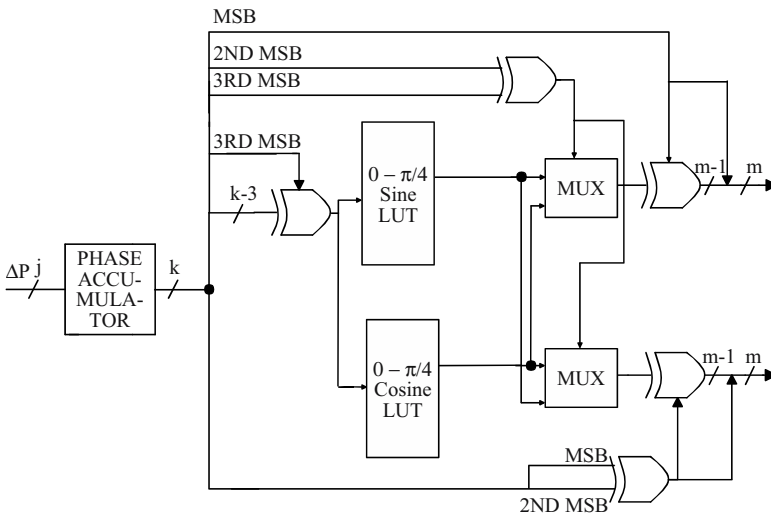 MSB
2ND MSB
3RD MSB
3RD MSB
k-3
0 – π/4
Sine
LUT
MUX
m-1
m
ΔP
j
PHASE
ACCU-
MULA-
TOR
k
0 – π/4
Cosine
LUT
MUX
m-1
m
MSB
2ND MSB